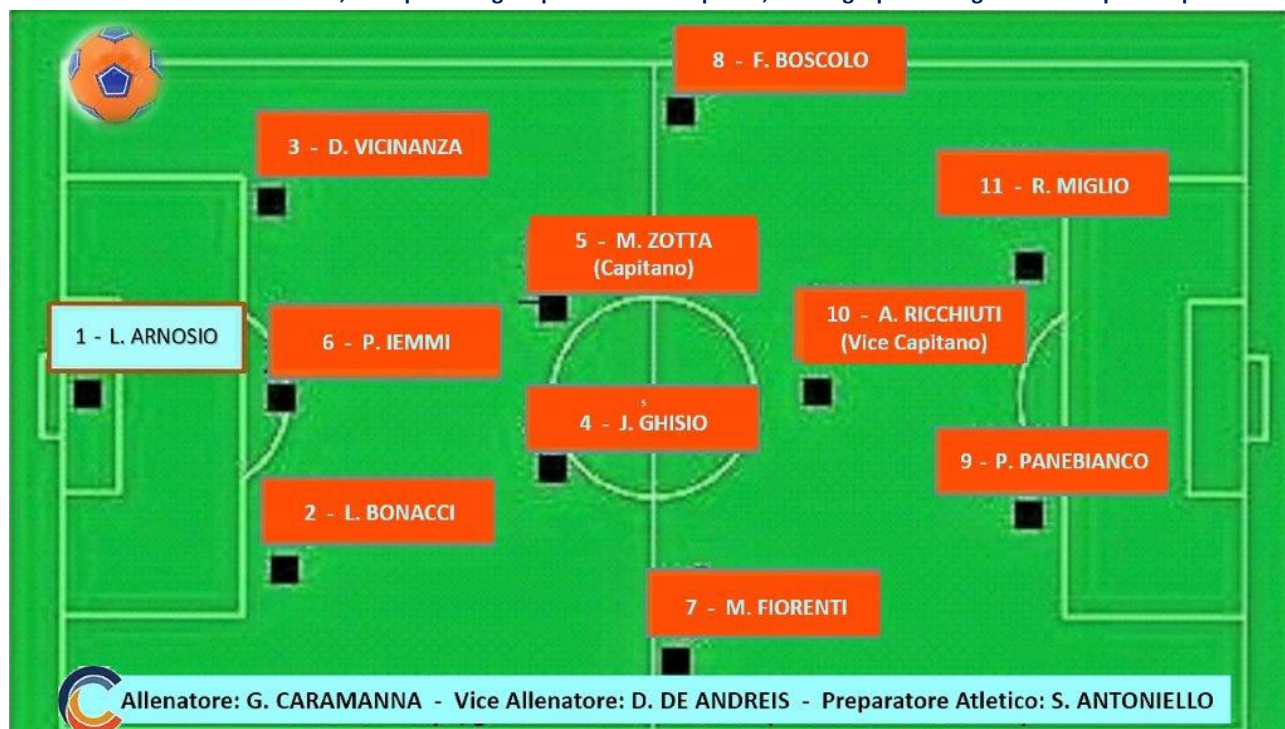 8 - F. BOSCOLO
3 - D. VICINANZA
11 - R. MIGLIO
5 - M. ZOTTA
(Capitano)
1 - L. ARNOSIO
6 - P. IEMMI
10 - A. RICCHIUTI
(Vice Capitano)
4 - J. GHISIO
9 - P. PANEBIANCO
2 - L. BONACCI
7 - M. FIORENTI
Allenatore: G. CARAMANNA - Vice Allenatore: D. DE ANDREIS - Preparatore Atletico: S. ANTONIELLO